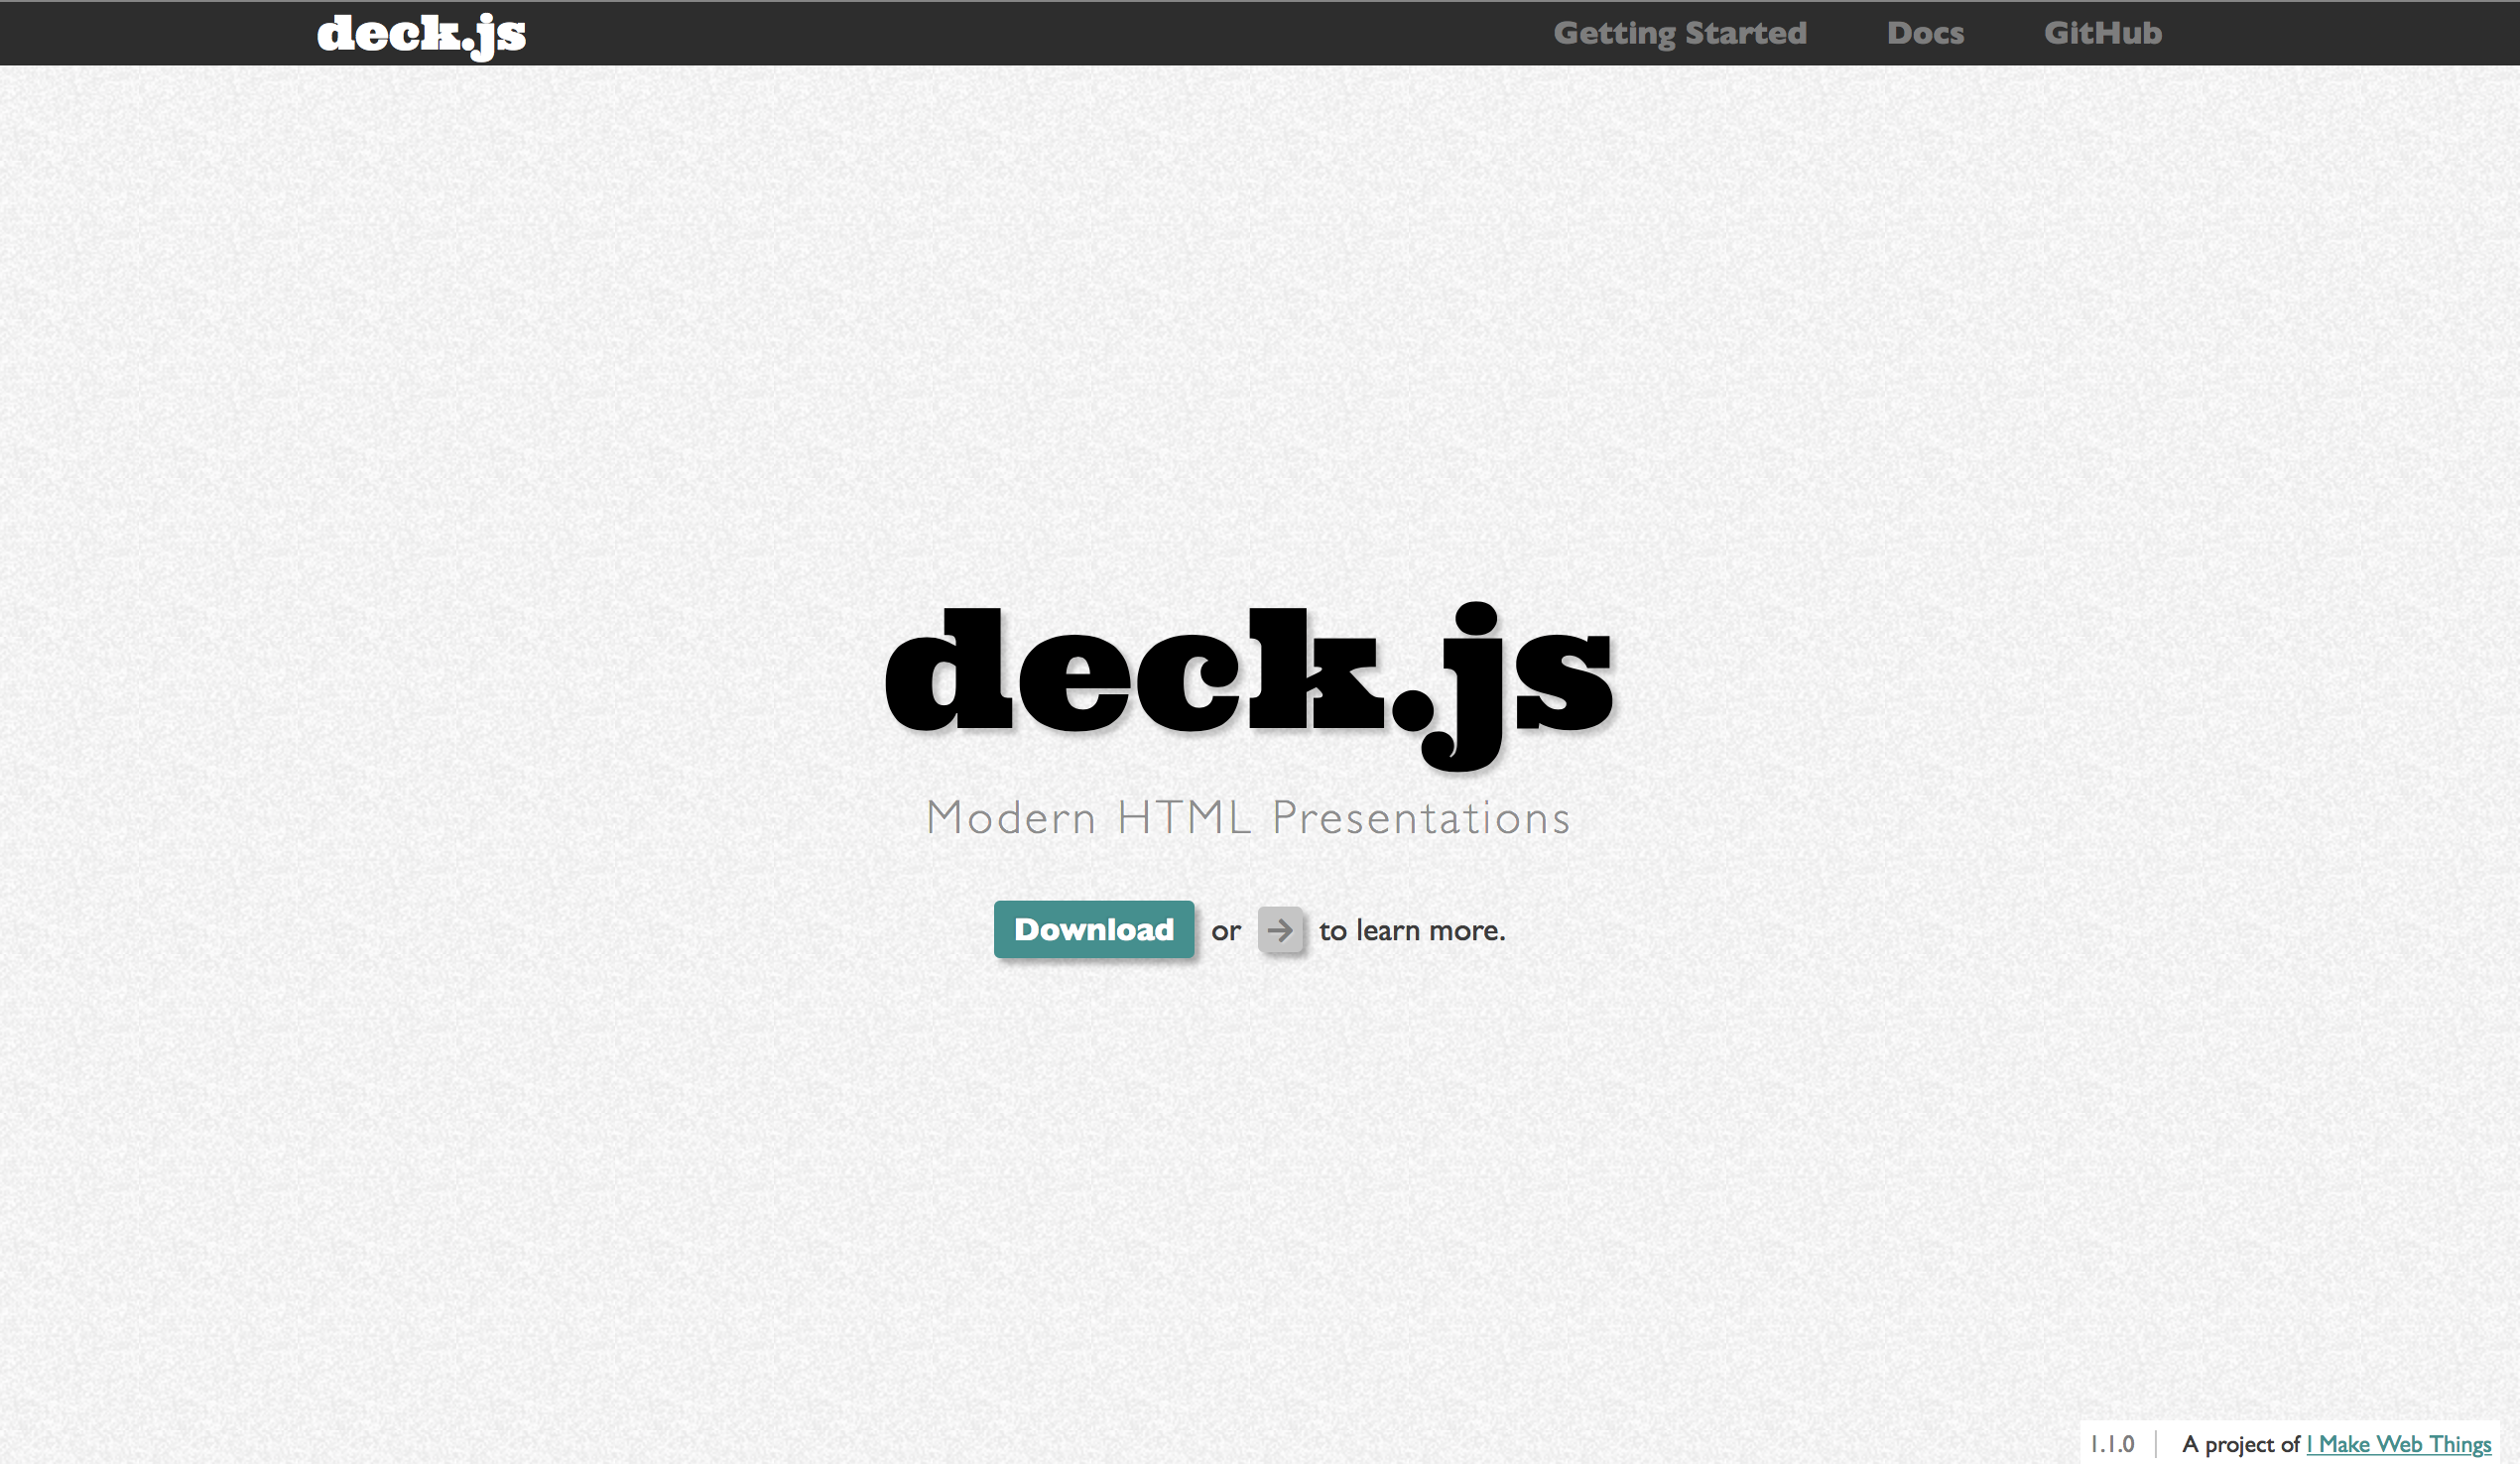 deck.js Getting Started Docs GitHub
deck.js
Modern HTML Presentations
Download or → to learn more.
1.1.0 A project of I Make Web Things